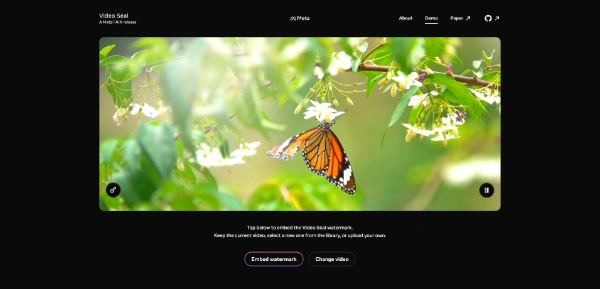 Video Seal
A Meta FAIR release
Meta
About
Demo
Paper
Tap below to embed the Video Seal watermark.
Keep the current video, select a new one from the library, or upload your own.
Embed watermark
Change video